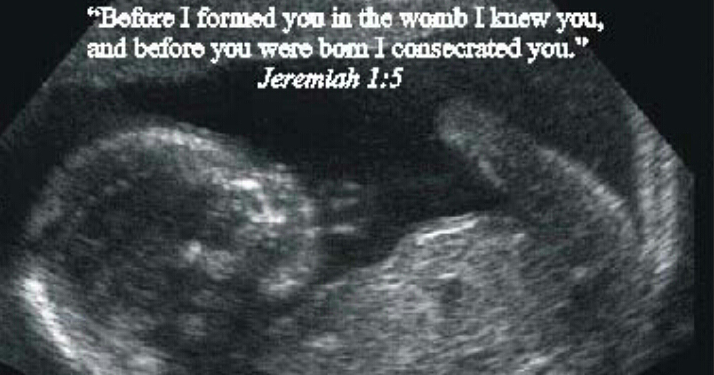 “Before I formed you in the womb I knew you,
and before you were born I consecrated you.”
Jeremiah 1:5